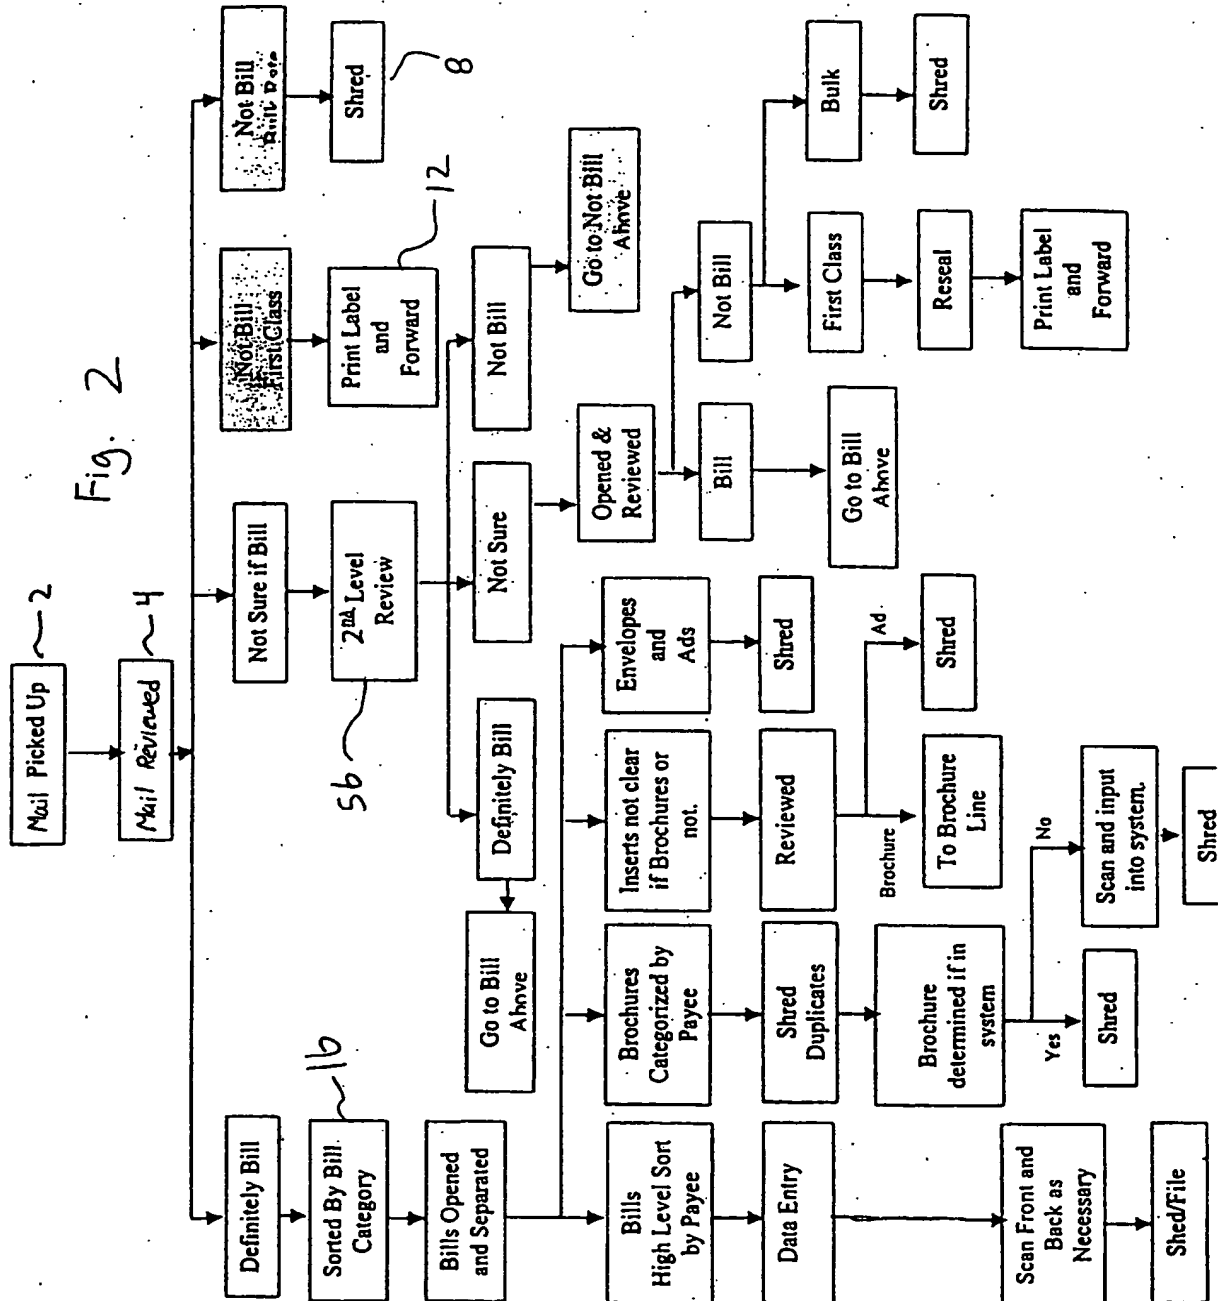 Fig. 2
Mail Picked Up
2
Mail Reviewed
4
Definitely Bill
Not Sure if Bill
Not Bill
First Class
Not Bill
Bulk Rate
Sorted By Bill
Category
16
2nd Level
Review
56
Print Label
and
Forward
12
Shred
8
Bills Opened
and Separated
Go to Bill
Above
Definitely Bill
Not Sure
Not Bill
Opened &
Reviewed
Go to Not Bill
Above
Bills
High Level Sort
by Payee
Brochures
Categorized by
Payee
Inserts not clear
if Brochures or
not.
Envelopes
and
Ads
Bill
Not Bill
Data Entry
Shred
Duplicates
Reviewed
Shred
Go to Bill
Above
First Class
Bulk
Brochure
determined if in
system
Brochure
Ad
To Brochure
Line
Shred
Reseal
Shred
Scan Front and
Back as
Necessary
Yes
No
Shred
Scan and input
into system.
Print Label
and
Forward
Shed/File
Shred